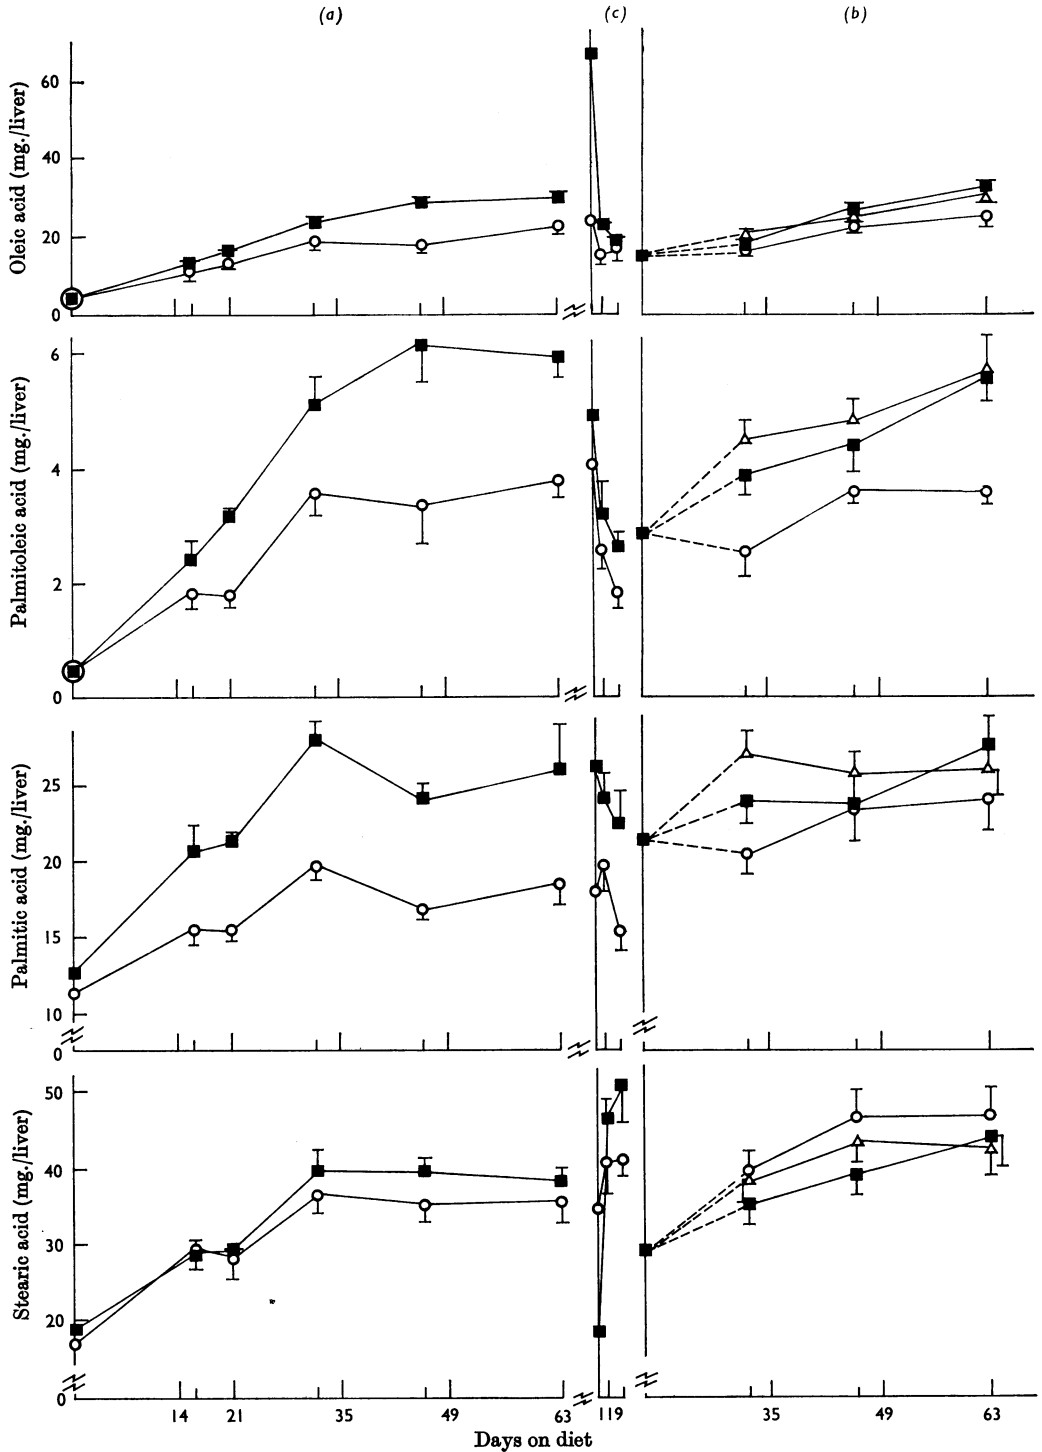 (a)
(c)
(b)
Oleic acid (mg./liver)
60
40
20
0
Palmitoleic acid (mg./liver)
6
4
2
0
Palmitic acid (mg./liver)
25
20
15
10
0
Stearic acid (mg./liver)
50
40
30
20
0
14 21 35 49 63 119 35 49 63
Days on diet